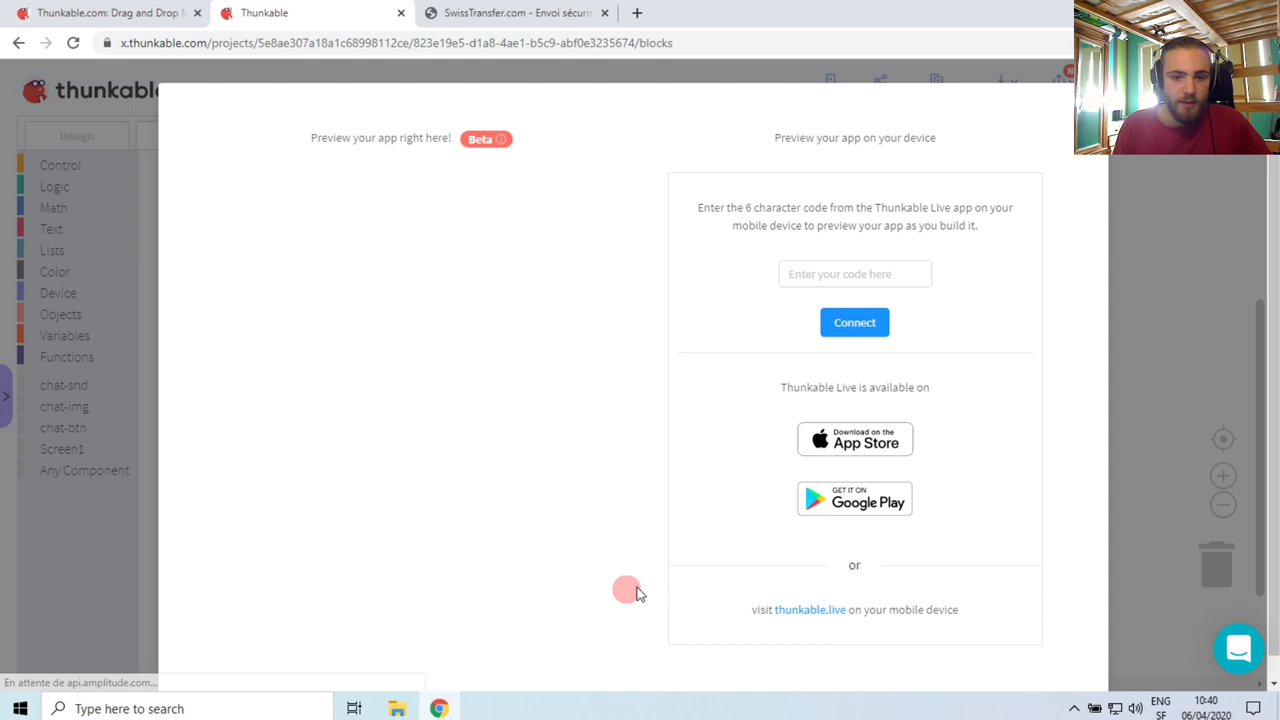 Thunkable.com: Drag and Drop M
Thunkable
SwissTransfer.com - Envoi sécuris
x.thunkable.com/projects/5e8ae307a18a1c68998112ce/823e19e5-d1a8-4ae1-b5c9-abf0e3235674/blocks
thunkable
Design
Control
Logic
Math
Text
Lists
Color
Device
Objects
Variables
Functions
chat-snd
chat-img
chat-btn
Screen1
Any Component
Preview your app right here!
Beta
Preview your app on your device
Enter the 6 character code from the Thunkable Live app on your
mobile device to preview your app as you build it.
Enter your code here
Connect
Thunkable Live is available on
Download on the
App Store
GET IT ON
Google Play
or
visit thunkable.live on your mobile device
En attente de api.amplitude.com...
Type here to search
ENG
SF
10:40
06/04/2020